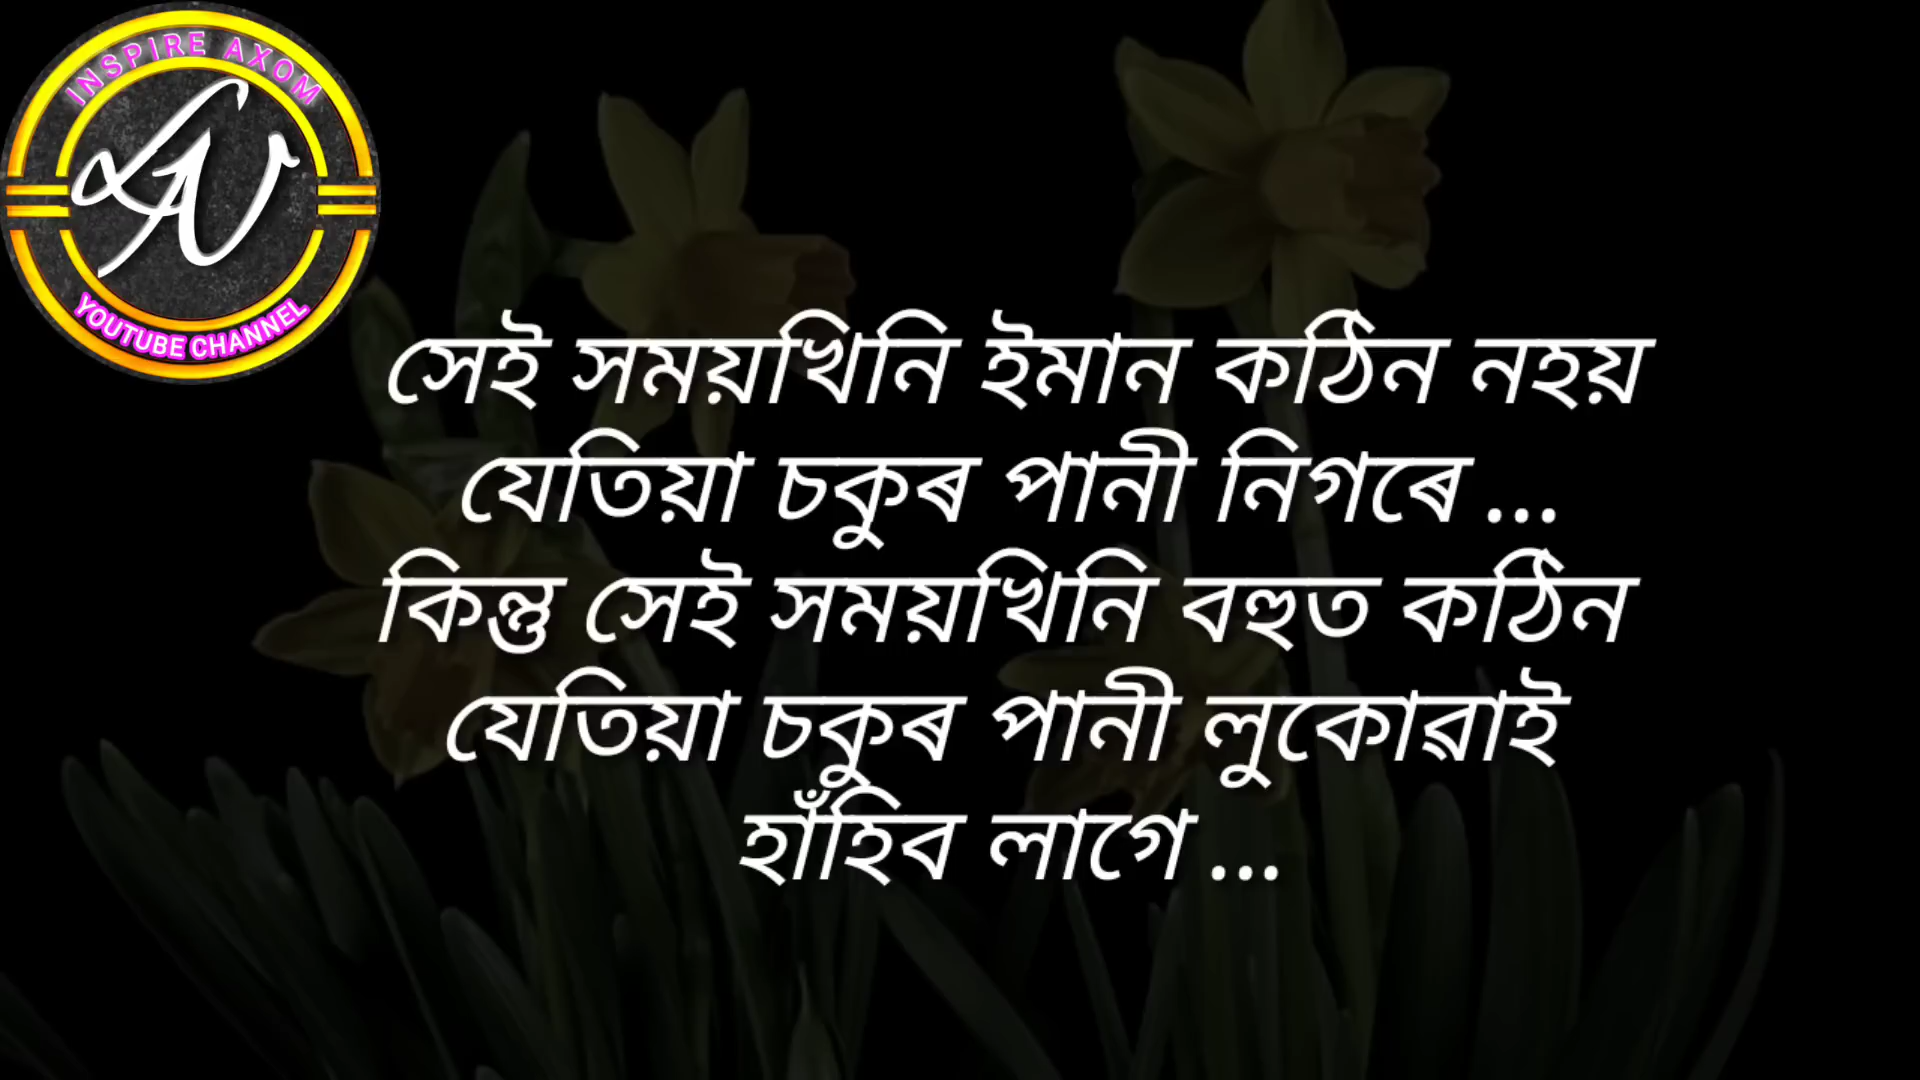 INSPIRE AXOM
YOUTUBE CHANNEL
সেই সময়খিনি ইমান কঠিন নহয়
যেতিয়া চকুৰ পানী নিগৰে ...
কিন্তু সেই সময়খিনি বহুত কঠিন
যেতিয়া চকুৰ পানী লুকোৱাই
হাঁহিব লাগে ...